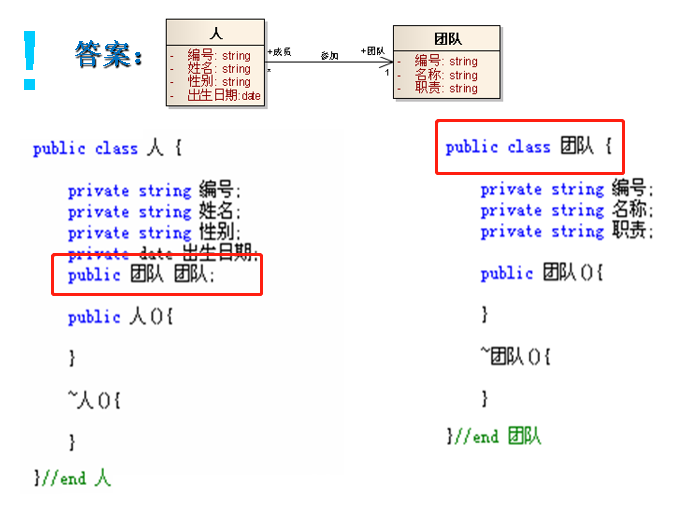 !
答案：
人
- 编号: string
- 姓名: string
- 性别: string
- 出生日期:date
+成员
*
参加
+团队
1
团队
- 编号: string
- 名称: string
- 职责: string
public class 人 {
private string 编号;
private string 姓名;
private string 性别;
private date 出生日期;
public 团队 团队;
public 人(){
}
~人(){
}
}//end 人
public class 团队 {
private string 编号;
private string 名称;
private string 职责;
public 团队(){
}
~团队(){
}
}//end 团队